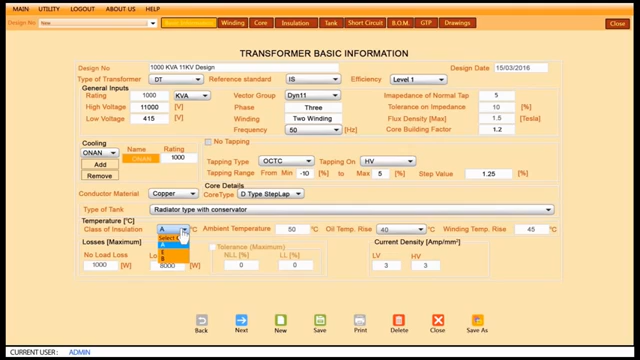 MAIN UTILITY LOGOUT ABOUT US HELP
Design No New Basic Information Winding Core Insulation Tank Short Circuit B.O.M. GTP Drawings Close
TRANSFORMER BASIC INFORMATION
Design No 1000 KVA 11KV Design Design Date 15/03/2016
Type of Transformer DT Reference standard IS Efficiency Level 1
General Inputs
Rating 1000 KVA Vector Group Dyn11 Imapedance of Normal Tap 5
High Voltage 11000 [V] Phase Three Tolerance on Impedance 10 [%]
Low Voltage 415 [V] Winding Two Winding Flux Density [Max] 1.5 [Tesla]
Frequency 50 [Hz] Core Building Factor 1.2
Cooling No Tapping
ONAN Name Rating
ONAN 1000 Tapping Type OCTC Tapping On HV
Add
Remove Tapping Range From Min -10 [%] to Max 5 [%] Step Value 1.25 [%]
Core Details
Conductor Material Copper CoreType D Type StepLap
Type of Tank Radiator type with conservator
Temperature [°C]
Class of Insulation A °C Ambient Temperature 50 °C Oil Temp. Rise 40 °C Winding Temp. Rise 45 °C
Select
A
E
B
Losses [Maximum] Tolerance (Maximum) Current Density [Amp/mm²]
No Load Loss NLL [%] LL [%] LV HV
1000 [W] 8000 [W] 0 0 3 3
Back Next New Save Print Delete Close Save As
CURRENT USER : ADMIN